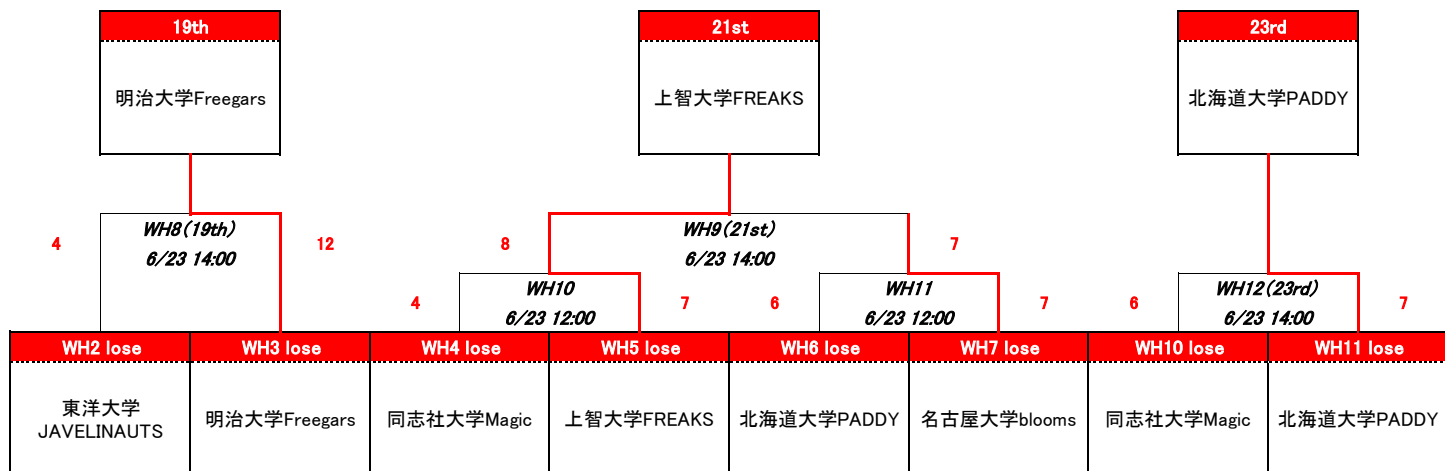 19th
21st
23rd
明治大学Freegars
上智大学FREAKS
北海道大学PADDY
4
WH8(19th)
6/23 14:00
12
8
WH9(21st)
6/23 14:00
7
4
WH10
6/23 12:00
7
6
WH11
6/23 12:00
7
6
WH12(23rd)
6/23 14:00
7
WH2 lose
WH3 lose
WH4 lose
WH5 lose
WH6 lose
WH7 lose
WH10 lose
WH11 lose
東洋大学
JAVELINAUTS
明治大学Freegars
同志社大学Magic
上智大学FREAKS
北海道大学PADDY
名古屋大学blooms
同志社大学Magic
北海道大学PADDY